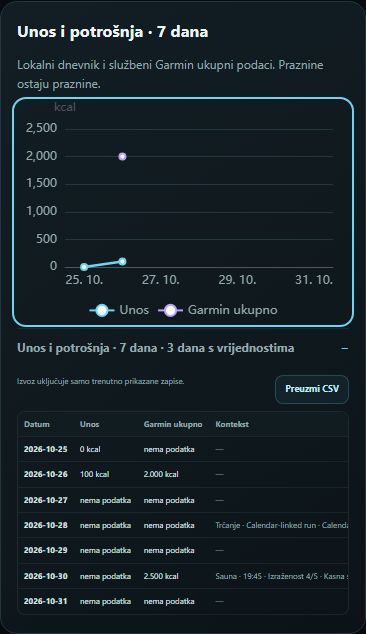 Unos i potrošnja · 7 dana
Lokalni dnevnik i službeni Garmin ukupni podaci. Praznine
ostaju praznine.
kcal
2,500
2,000
1,500
1,000
500
0
25. 10. 27. 10. 29. 10. 31. 10.
Unos Garmin ukupno
Unos i potrošnja · 7 dana · 3 dana s vrijednostima −
Izvoz uključuje samo trenutno prikazane zapise.
Preuzmi CSV
Datum Unos Garmin ukupno Kontekst
2026-10-25 0 kcal nema podatka —
2026-10-26 100 kcal 2.000 kcal —
2026-10-27 nema podatka nema podatka —
2026-10-28 nema podatka nema podatka Trčanje · Calendar-linked run · Calenda
2026-10-29 nema podatka nema podatka —
2026-10-30 nema podatka 2.500 kcal Sauna · 19:45 · Izraženost 4/5 · Kasna s
2026-10-31 nema podatka nema podatka —